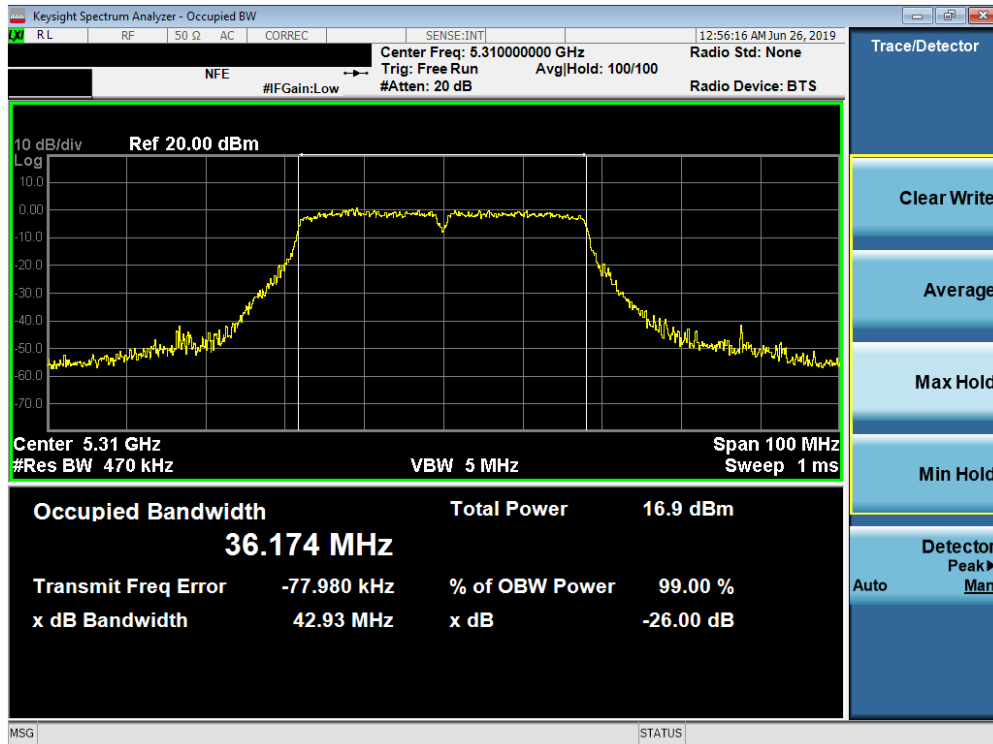 Keysight Spectrum Analyzer - Occupied BW
LXI RL RF 50 Ω AC CORREC SENSE:INT 12:56:16 AM Jun 26, 2019
Center Freq: 5.310000000 GHz Radio Std: None
NFE Trig: Free Run Avg|Hold: 100/100
#IFGain:Low #Atten: 20 dB Radio Device: BTS
Trace/Detector
10 dB/div Ref 20.00 dBm
Log
10.0
0.00
-10.0
-20.0
-30.0
-40.0
-50.0
-60.0
-70.0
Center 5.31 GHz Span 100 MHz
#Res BW 470 kHz VBW 5 MHz Sweep 1 ms
Occupied Bandwidth Total Power 16.9 dBm
36.174 MHz
Transmit Freq Error -77.980 kHz % of OBW Power 99.00 %
x dB Bandwidth 42.93 MHz x dB -26.00 dB
Clear Write
Average
Max Hold
Min Hold
Detector
Peak▶
Auto Man
MSG STATUS